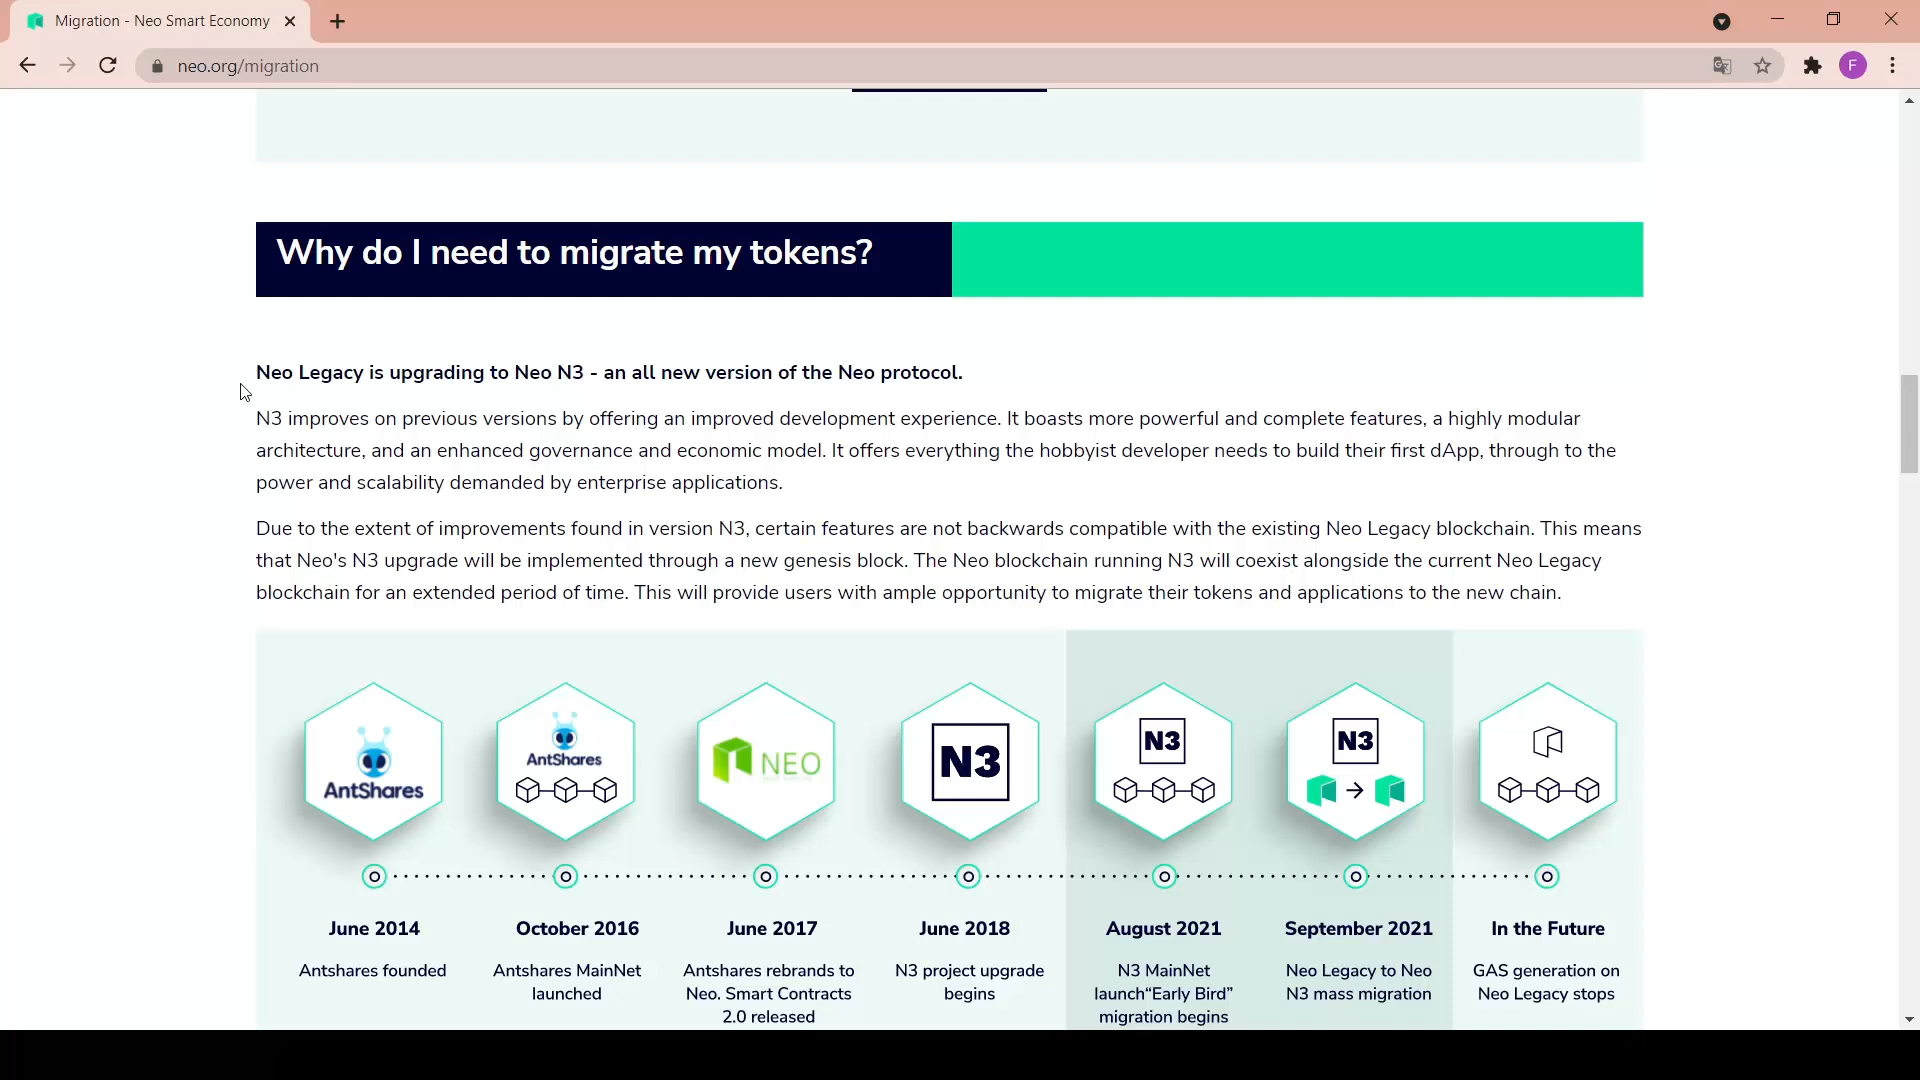 Migration - Neo Smart Economy
neo.org/migration
F
Why do I need to migrate my tokens?
Neo Legacy is upgrading to Neo N3 - an all new version of the Neo protocol.
N3 improves on previous versions by offering an improved development experience. It boasts more powerful and complete features, a highly modular
architecture, and an enhanced governance and economic model. It offers everything the hobbyist developer needs to build their first dApp, through to the
power and scalability demanded by enterprise applications.
Due to the extent of improvements found in version N3, certain features are not backwards compatible with the existing Neo Legacy blockchain. This means
that Neo's N3 upgrade will be implemented through a new genesis block. The Neo blockchain running N3 will coexist alongside the current Neo Legacy
blockchain for an extended period of time. This will provide users with ample opportunity to migrate their tokens and applications to the new chain.
AntShares
AntShares
NEO
N3
N3
N3
June 2014
Antshares founded
October 2016
Antshares MainNet
launched
June 2017
Antshares rebrands to
Neo. Smart Contracts
2.0 released
June 2018
N3 project upgrade
begins
August 2021
N3 MainNet
launch“Early Bird”
migration begins
September 2021
Neo Legacy to Neo
N3 mass migration
In the Future
GAS generation on
Neo Legacy stops